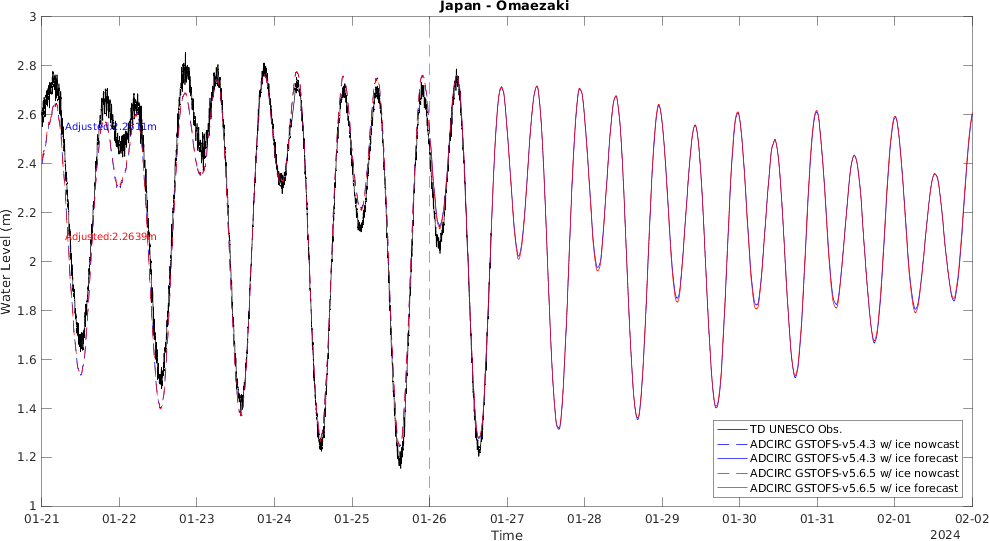 Japan - Omaezaki
3
2.8
2.6
2.4
2.2
2
1.8
1.6
1.4
1.2
1
Water Level (m)
Adjusted:2.2639m
TD UNESCO Obs.
ADCIRC GSTOFS-v5.4.3 w/ ice nowcast
ADCIRC GSTOFS-v5.4.3 w/ ice forecast
ADCIRC GSTOFS-v5.6.5 w/ ice nowcast
ADCIRC GSTOFS-v5.6.5 w/ ice forecast
01-21 01-22 01-23 01-24 01-25 01-26 01-27 01-28 01-29 01-30 01-31 02-01 02-02
Time
2024